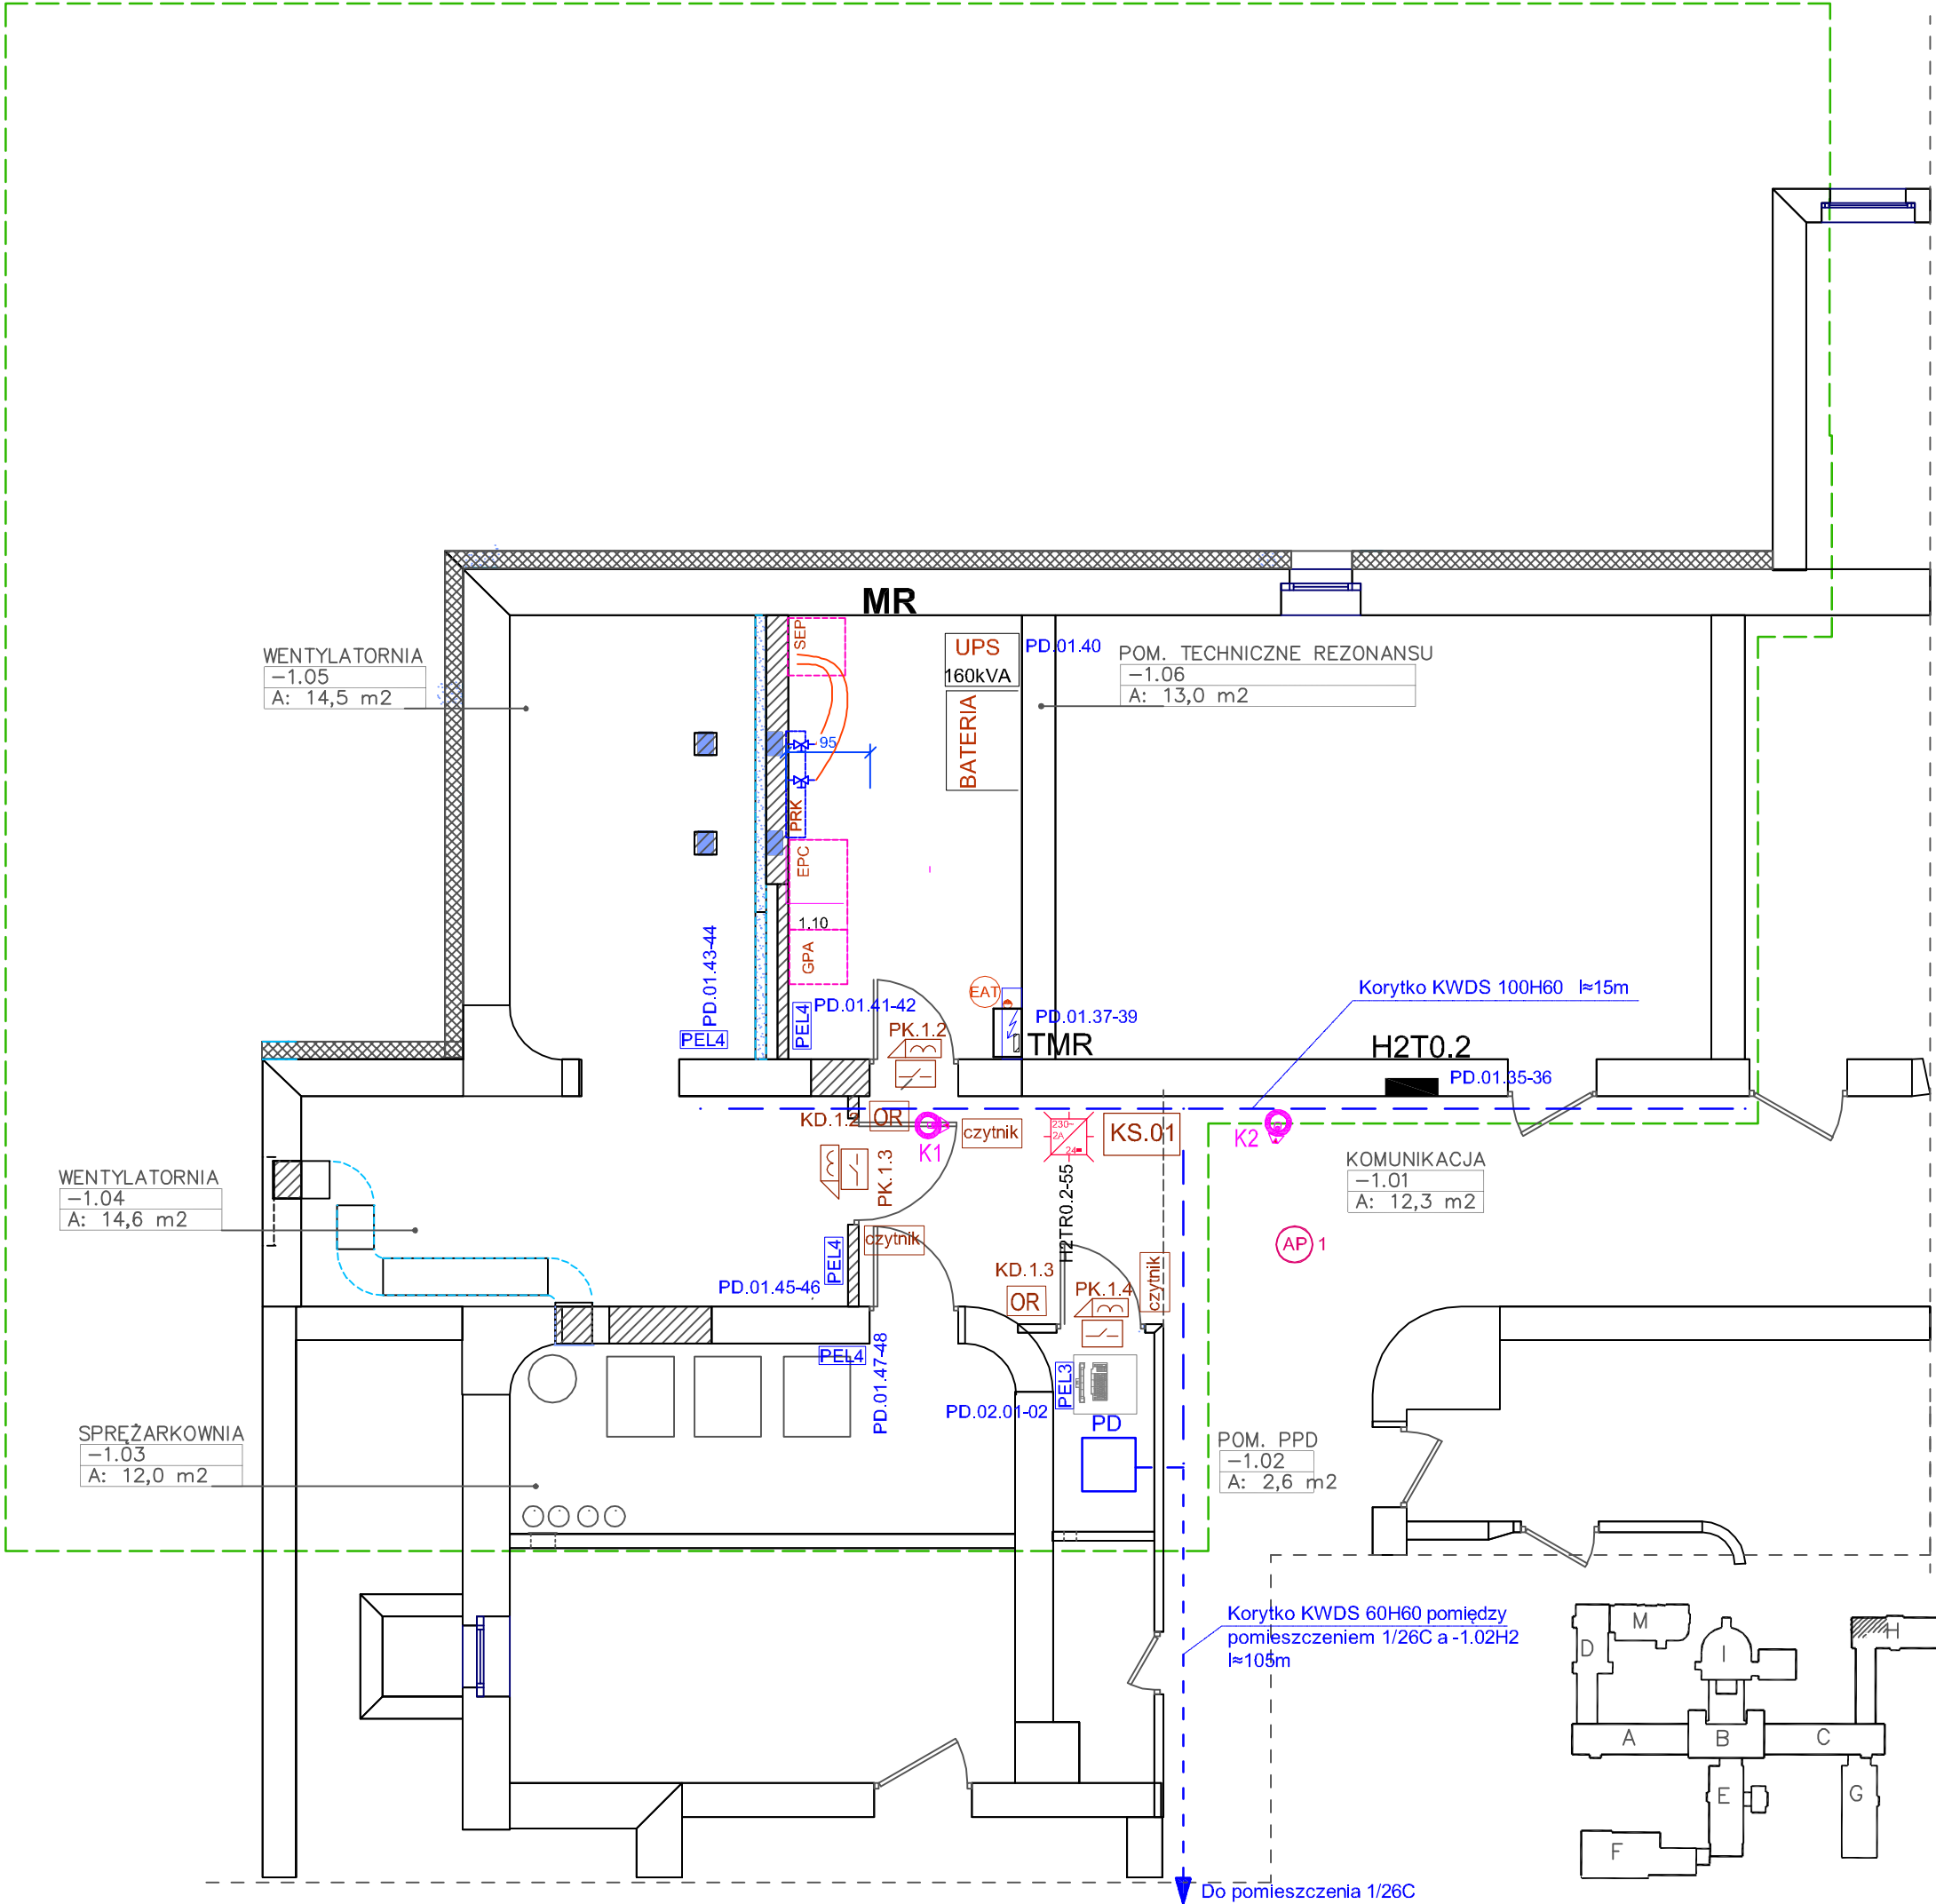 MR
SEP
UPS
160kVA
PD.01.40
WENTYLATORNIA
-1.05
A: 14,5 m2
POM. TECHNICZNE REZONANSU
-1.06
A: 13,0 m2
BATERIA
95
PRK
EPC
1.10
GPA
PD.01.43-44
PEL4
PEL4
PD.01.41-42
EAT
PD.01.37-39
TMR
Korytko KWDS 100H60 l≈15m
PK.1.2
H2T0.2
PD.01.35-36
KD.1.2
OR
K1
czytnik
230~
2A
24
KS.01
K2
PK.1.3
H2TR0.2-55
KOMUNIKACJA
-1.01
A: 12,3 m2
WENTYLATORNIA
-1.04
A: 14,6 m2
czytnik
AP 1
PEL4
PD.01.45-46
KD.1.3
OR
PK.1.4
czytnik
PEL4
PD.01.47-48
PEL3
PD.02.01-02
PD
SPRĘŻARKOWNIA
-1.03
A: 12,0 m2
POM. PPD
-1.02
A: 2,6 m2
Korytko KWDS 60H60 pomiędzy
pomieszczeniem 1/26C a -1.02H2
l≈105m
M
D
I
H
A
B
C
E
G
F
Do pomieszczenia 1/26C